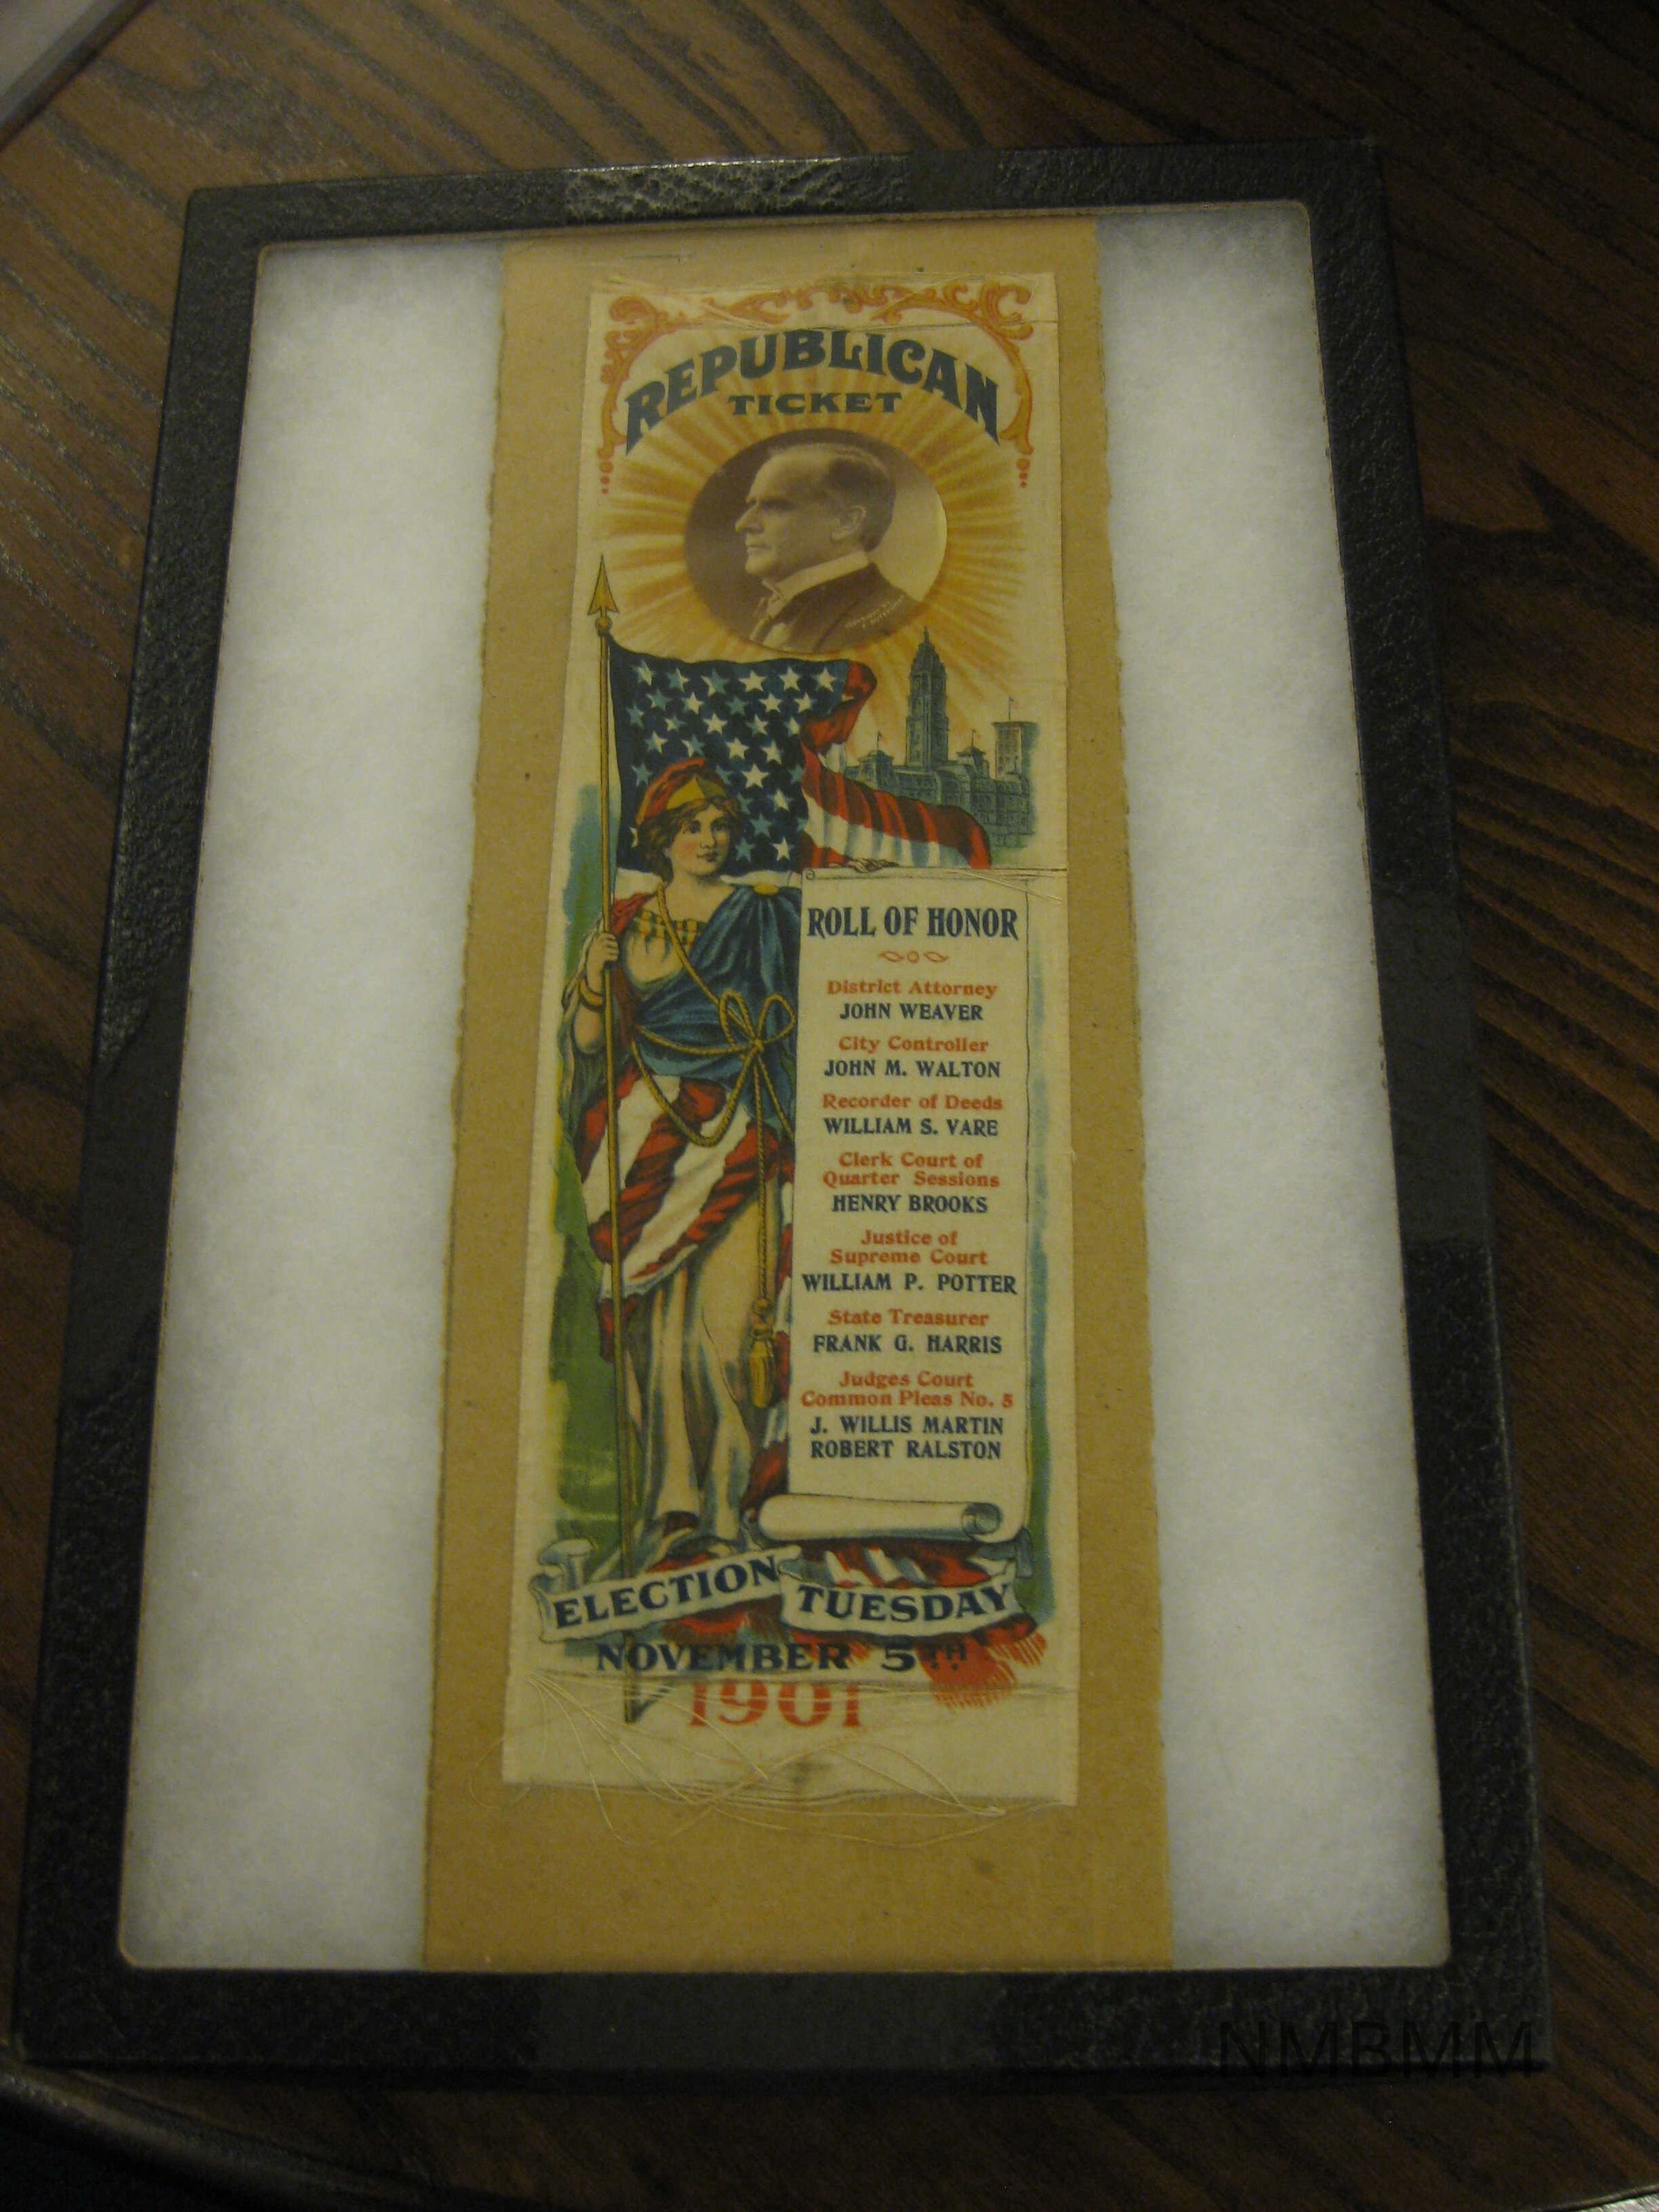 REPUBLICAN
TICKET
ROLL OF HONOR
District Attorney
JOHN WEAVER
City Controller
JOHN M. WALTON
Recorder of Deeds
WILLIAM S. VARE
Clerk Court of
Quarter Sessions
HENRY BROOKS
Justice of
Supreme Court
WILLIAM P. POTTER
State Treasurer
FRANK G. HARRIS
Judges Court
Common Pleas No. 5
J. WILLIS MARTIN
ROBERT RALSTON
ELECTION TUESDAY
NOVEMBER 5TH
1901
NMBMM